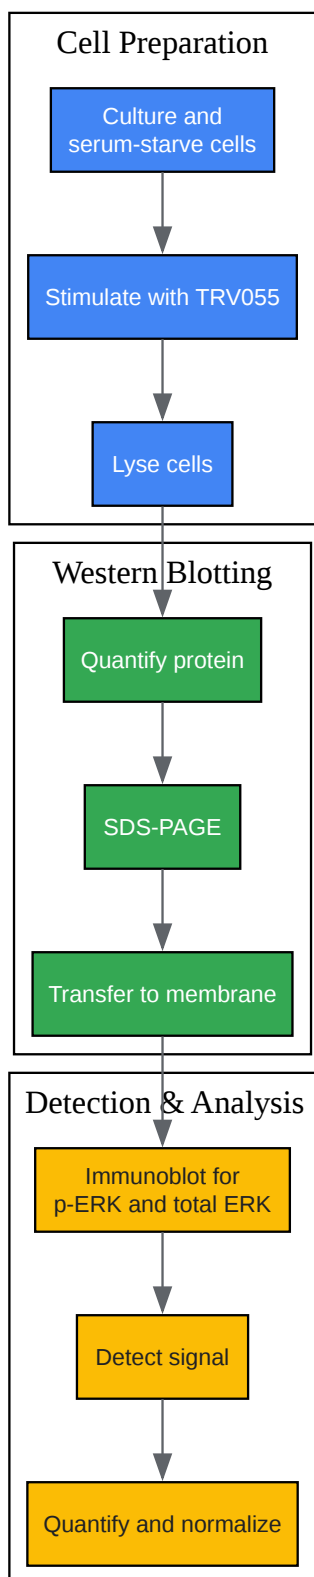 Cell Preparation
Culture and
serum-starve cells
Stimulate with TRV055
Lyse cells
Western Blotting
Quantify protein
SDS-PAGE
Transfer to membrane
Detection & Analysis
Immunoblot for
p-ERK and total ERK
Detect signal
Quantify and normalize